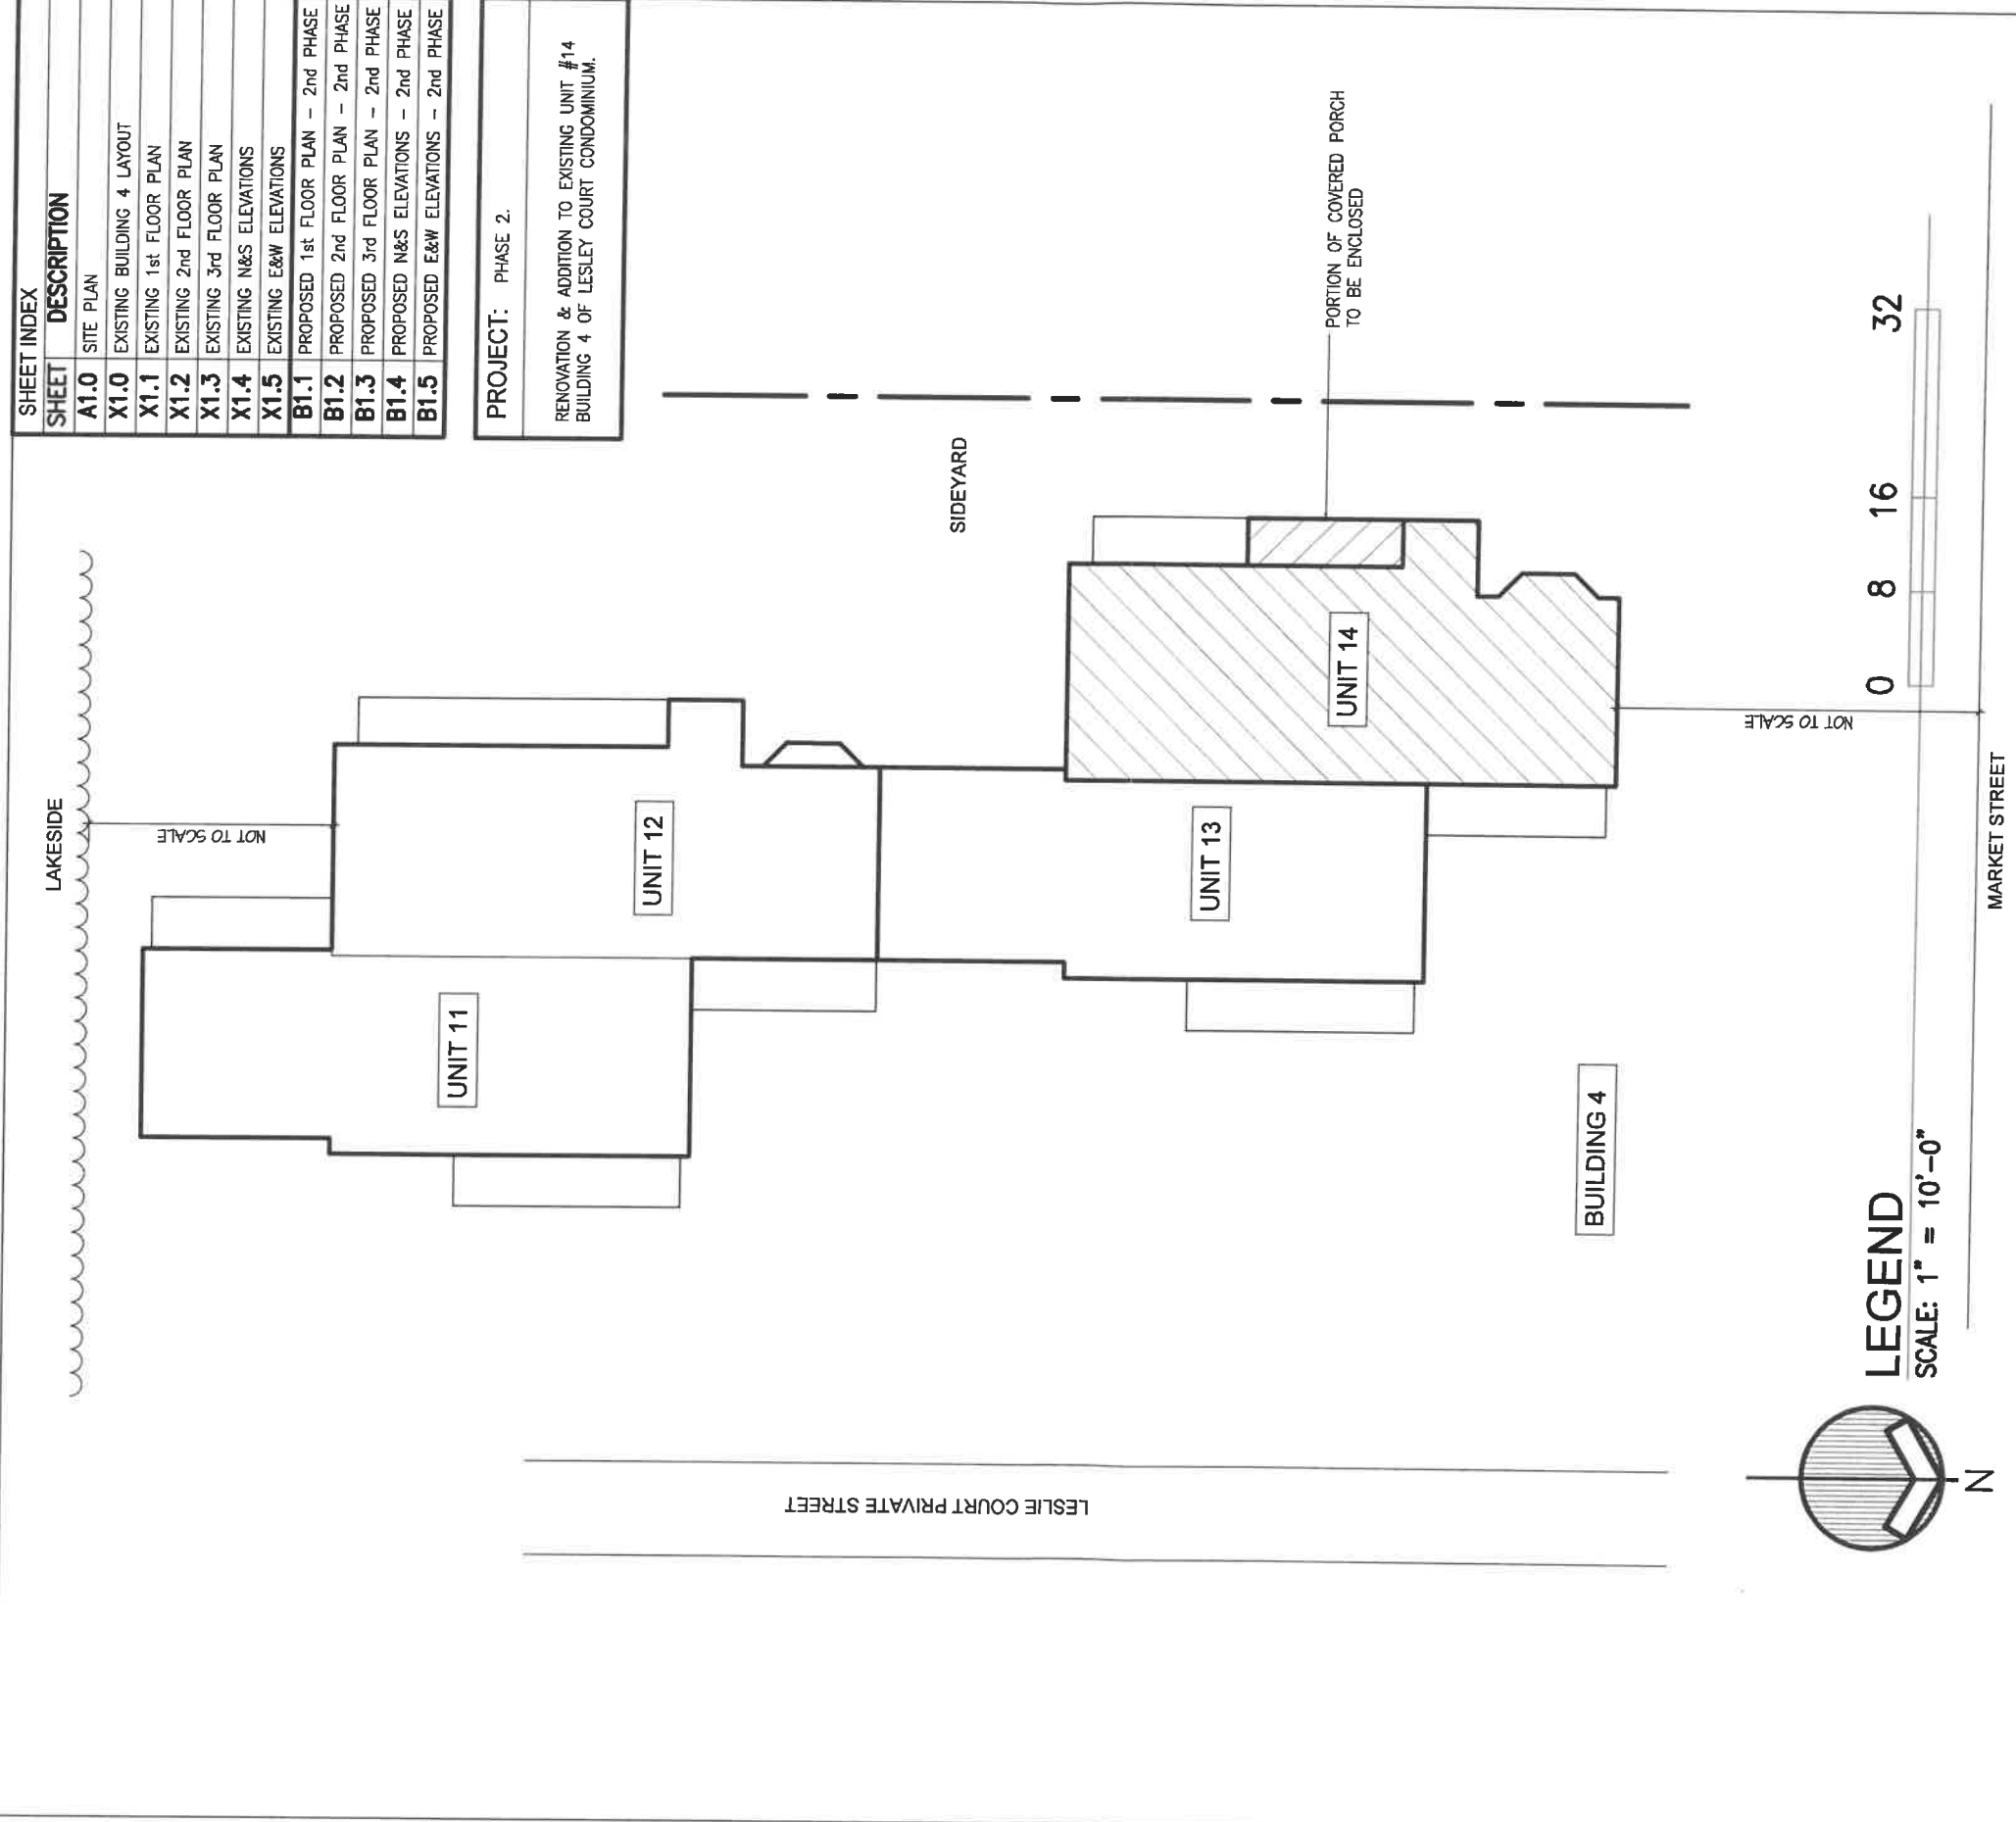 SHEET INDEX
SHEET DESCRIPTION
A1.0 SITE PLAN
X1.0 EXISTING BUILDING 4 LAYOUT
X1.1 EXISTING 1st FLOOR PLAN
X1.2 EXISTING 2nd FLOOR PLAN
X1.3 EXISTING 3rd FLOOR PLAN
X1.4 EXISTING N&S ELEVATIONS
X1.5 EXISTING E&W ELEVATIONS
B1.1 PROPOSED 1st FLOOR PLAN - 2nd PHASE
B1.2 PROPOSED 2nd FLOOR PLAN - 2nd PHASE
B1.3 PROPOSED 3rd FLOOR PLAN - 2nd PHASE
B1.4 PROPOSED N&S ELEVATIONS - 2nd PHASE
B1.5 PROPOSED E&W ELEVATIONS - 2nd PHASE
PROJECT: PHASE 2.
RENOVATION & ADDITION TO EXISTING UNIT #14
BUILDING 4 OF LESLEY COURT CONDOMINIUM.
LAKESIDE
NOT TO SCALE
UNIT 11
UNIT 12
SIDEYARD
UNIT 13
UNIT 14
PORTION OF COVERED PORCH
TO BE ENCLOSED
BUILDING 4
LESLIE COURT PRIVATE STREET
NOT TO SCALE
0 8 16 32
LEGEND
SCALE: 1" = 10'-0"
N
MARKET STREET